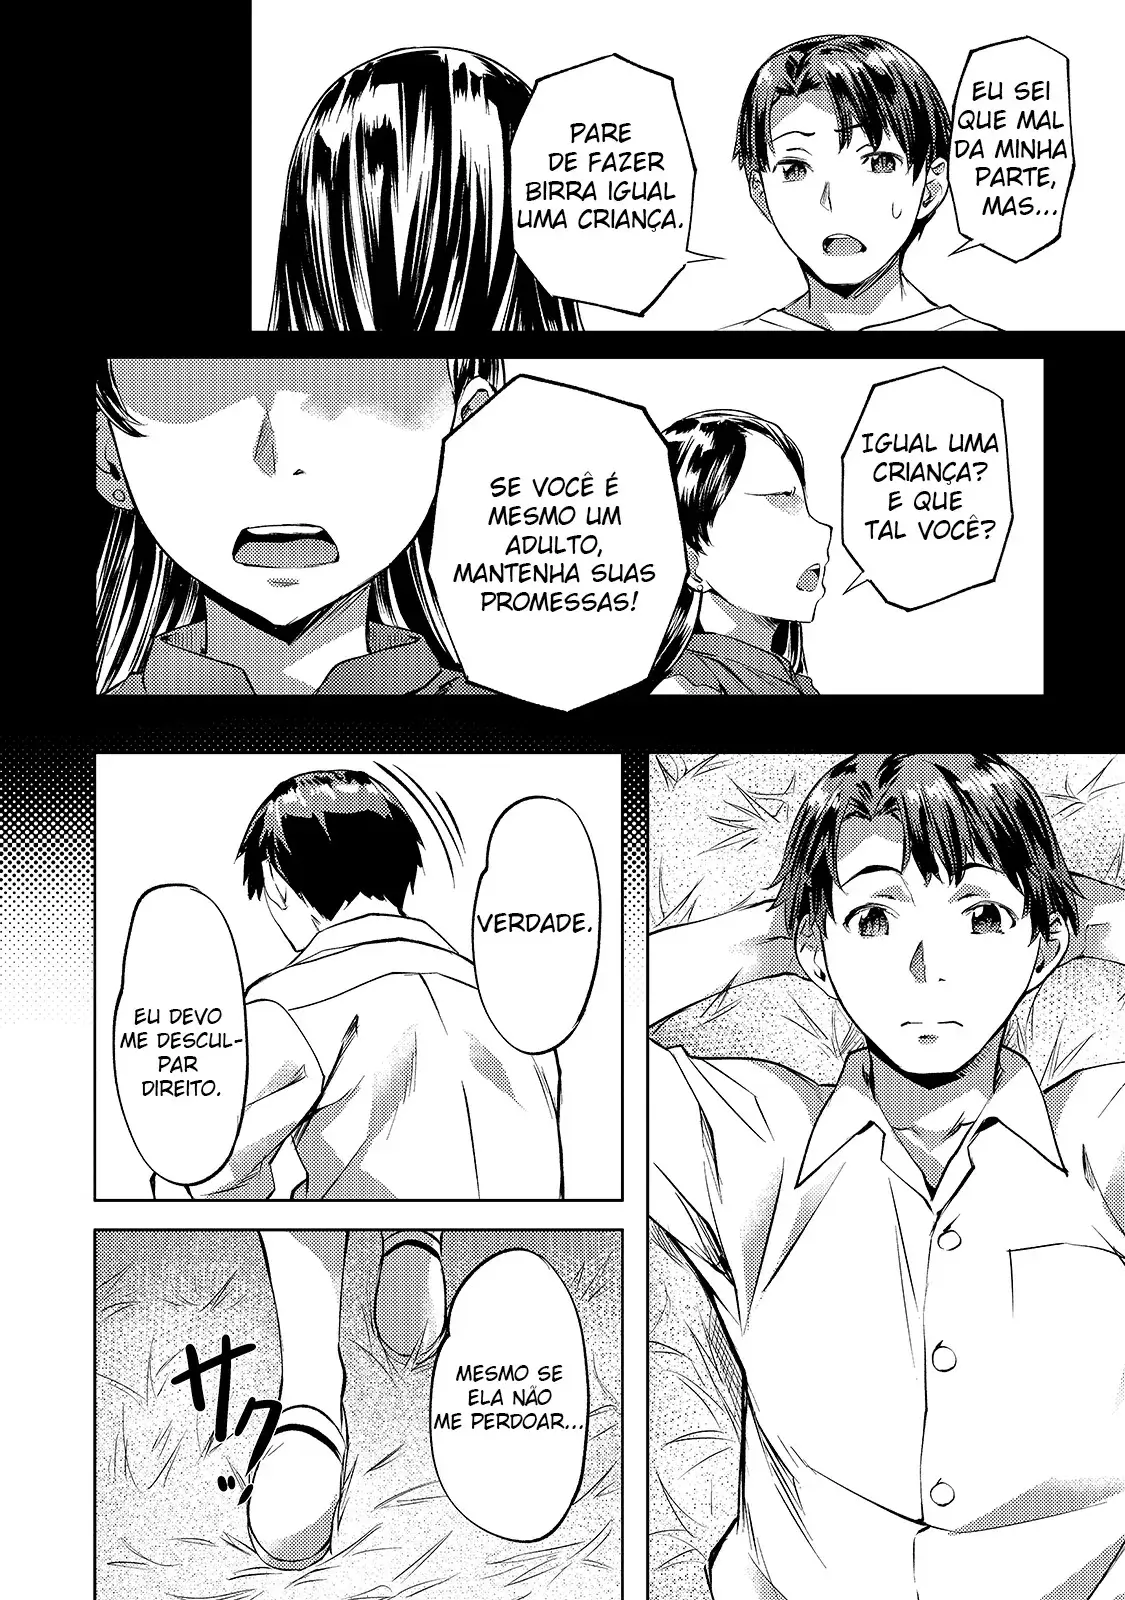 EU SEI
QUE MAL
DA MINHA
PARTE,
MAS...
PARE
DE FAZER
BIRRA IGUAL
UMA CRIANÇA.
IGUAL UMA
CRIANÇA?
E QUE
TAL VOCÊ?
SE VOCÊ É
MESMO UM
ADULTO,
MANTENHA SUAS
PROMESSAS!
VERDADE.
EU DEVO
ME DESCUL-
PAR
DIREITO.
MESMO SE
ELA NÃO
ME PERDOAR...
ザクッ